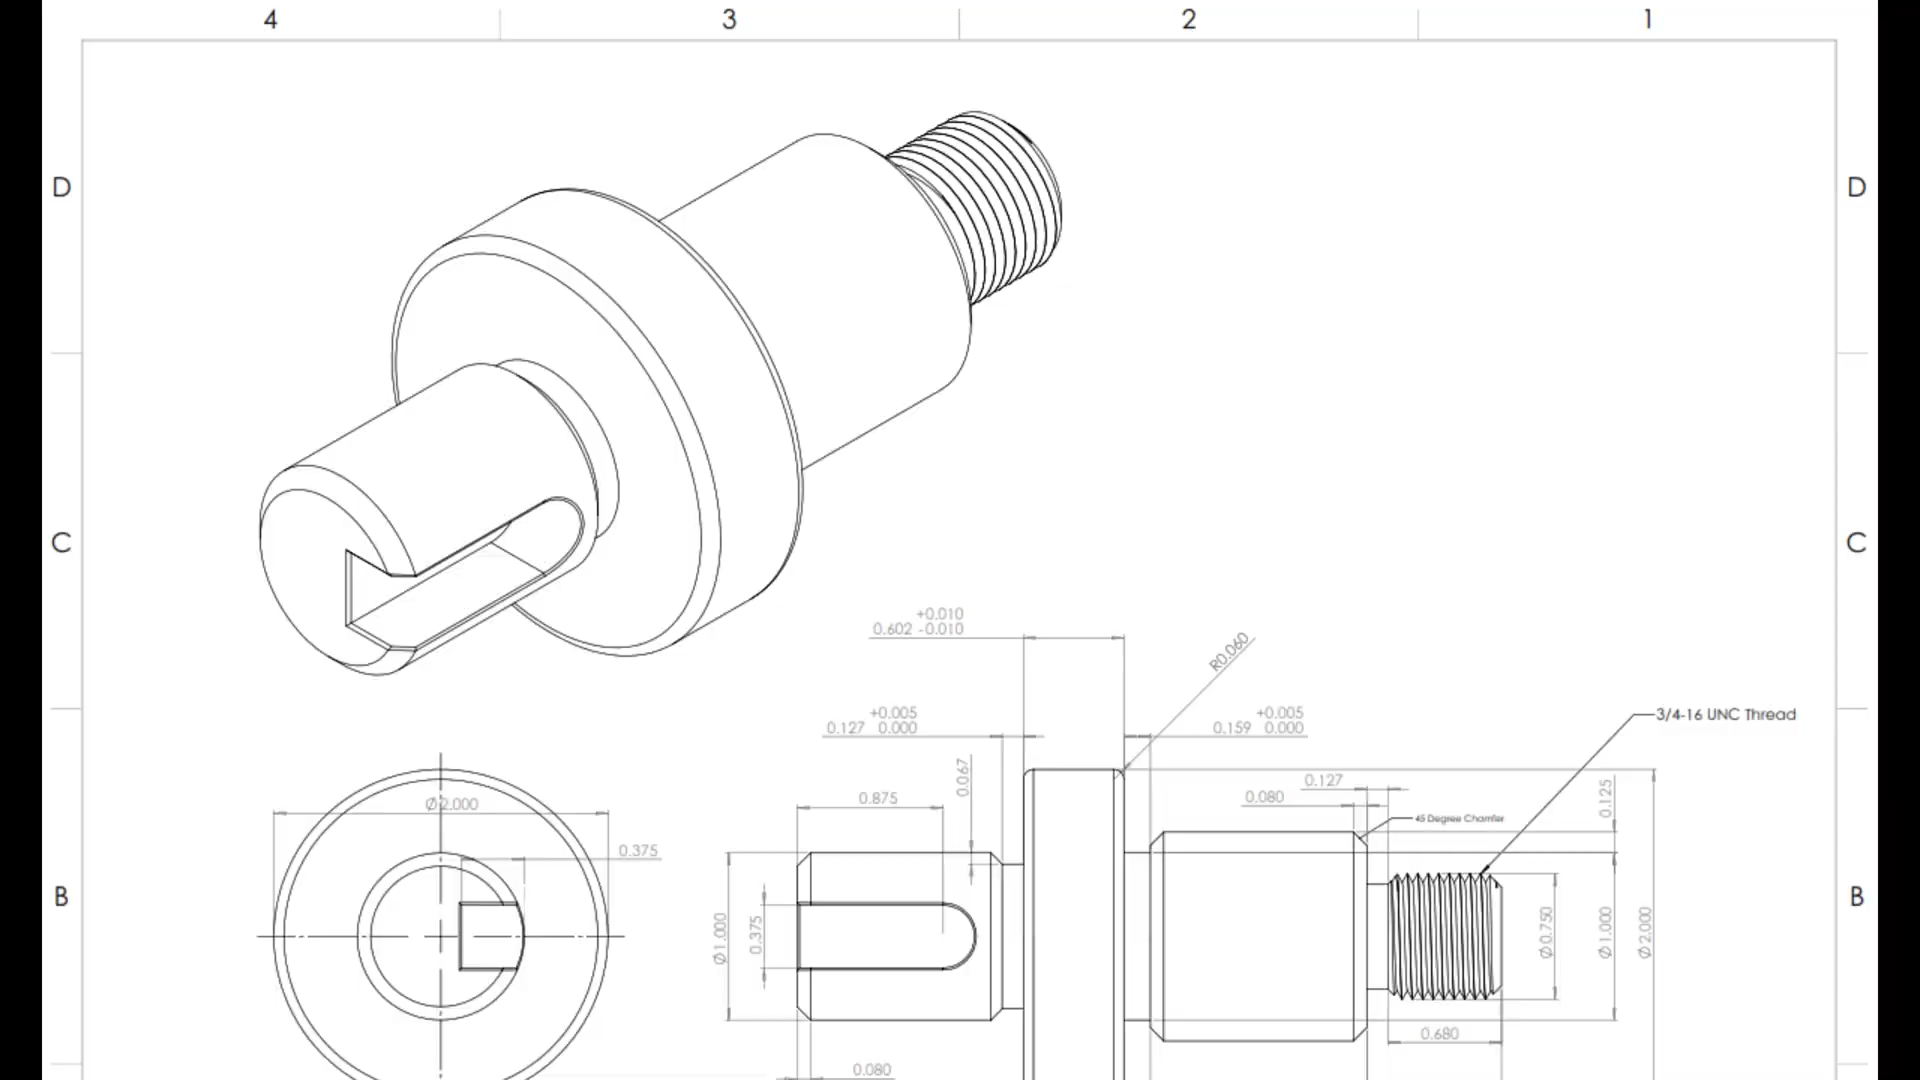 4 3 2 1
D D
C C
+0.010
0.602 -0.010
R0.060
+0.005
0.127 0.000
+0.005
0.159 0.000
3/4-16 UNC Thread
0.067
0.127
0.125
0.875
0.080
Ø2.000
45 Degree Chamfer
0.375
B B
Ø1.000
0.375
Ø0.750
Ø1.000
Ø2.000
0.680
0.080